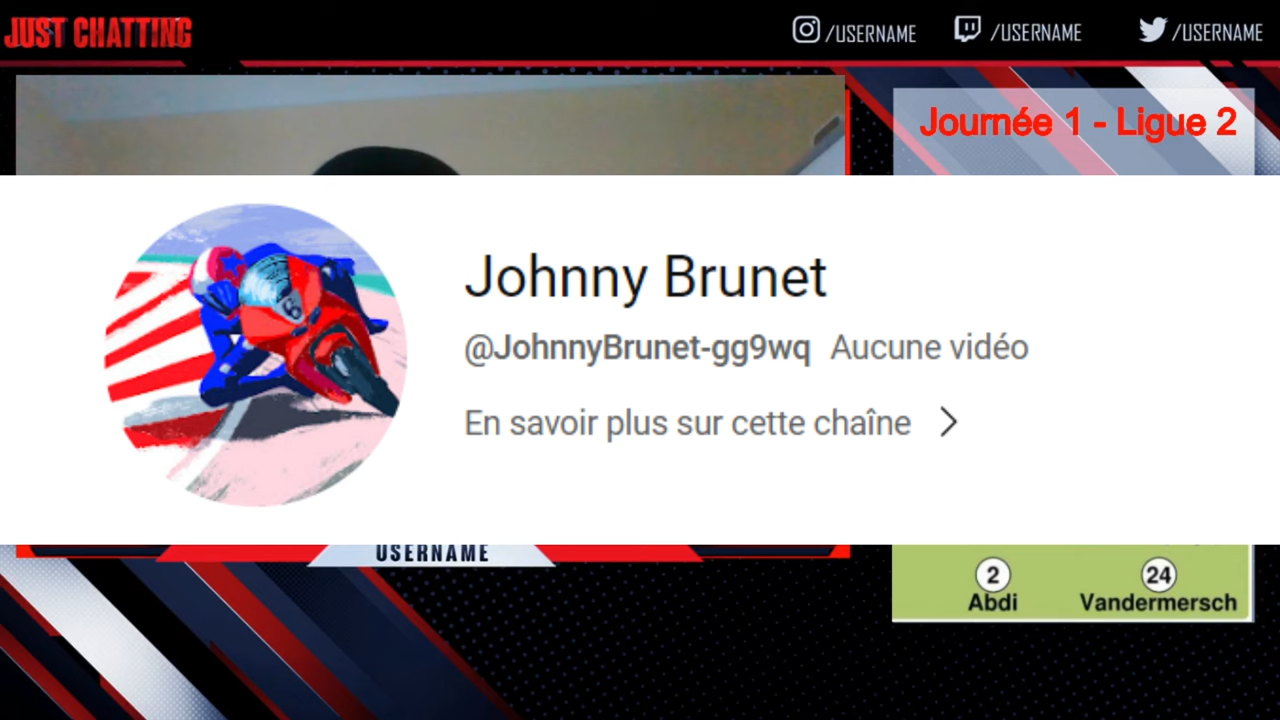 JUST CHATTING
/USERNAME
/USERNAME
/USERNAME
Journée 1 - Ligue 2
Johnny Brunet
@JohnnyBrunet-gg9wq Aucune vidéo
En savoir plus sur cette chaîne
6
USERNAME
2
24
Abdi
Vandermersch